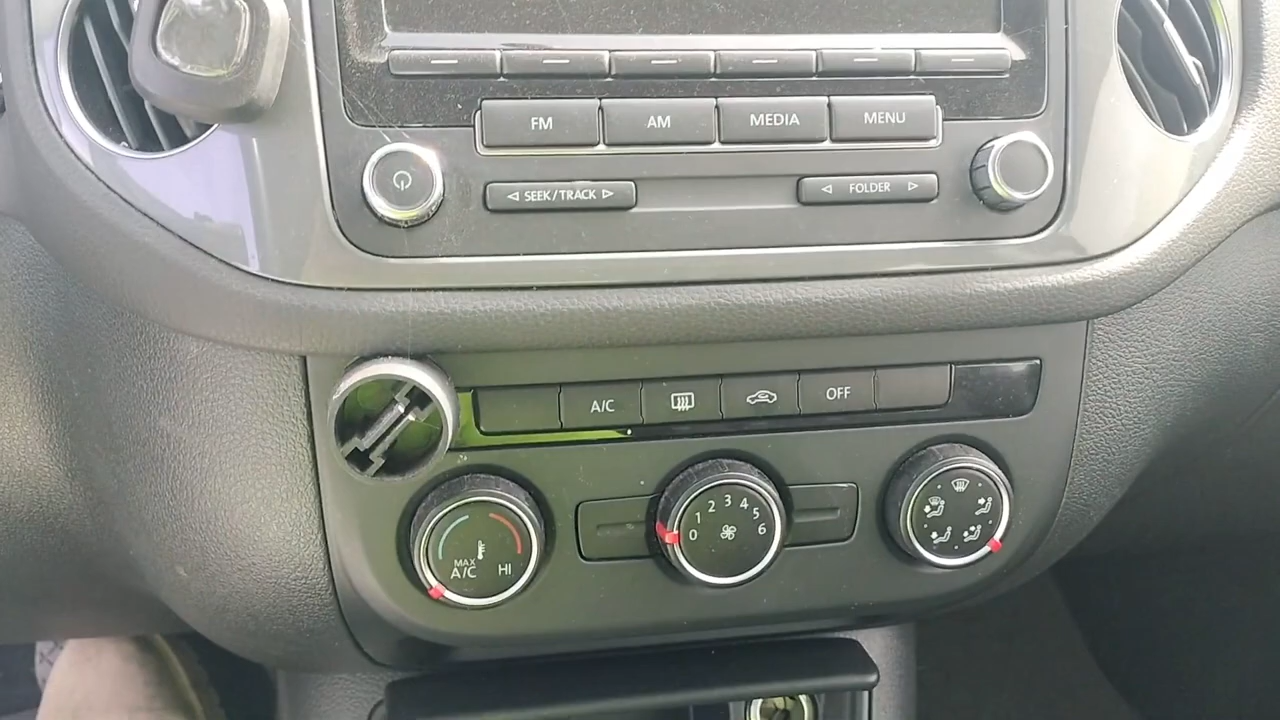 FM AM MEDIA MENU
◁ SEEK/TRACK ▷ ◁ FOLDER ▷
A/C OFF
0 1 2 3 4 5 6
MAX
A/C HI